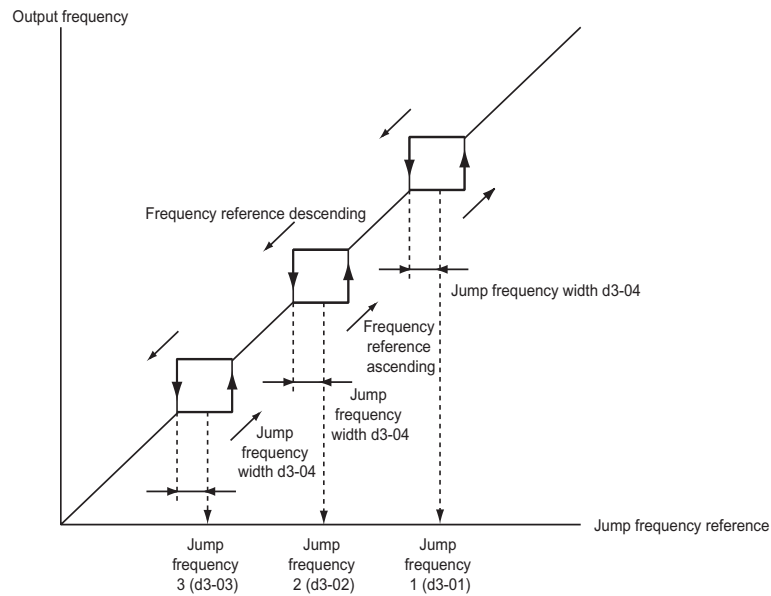 Output frequency
Frequency reference descending
Jump frequency width d3-04
Frequency
reference
ascending
Jump
frequency
width d3-04
Jump
frequency
width d3-04
Jump frequency reference
Jump
frequency
3 (d3-03)
Jump
frequency
2 (d3-02)
Jump
frequency
1 (d3-01)